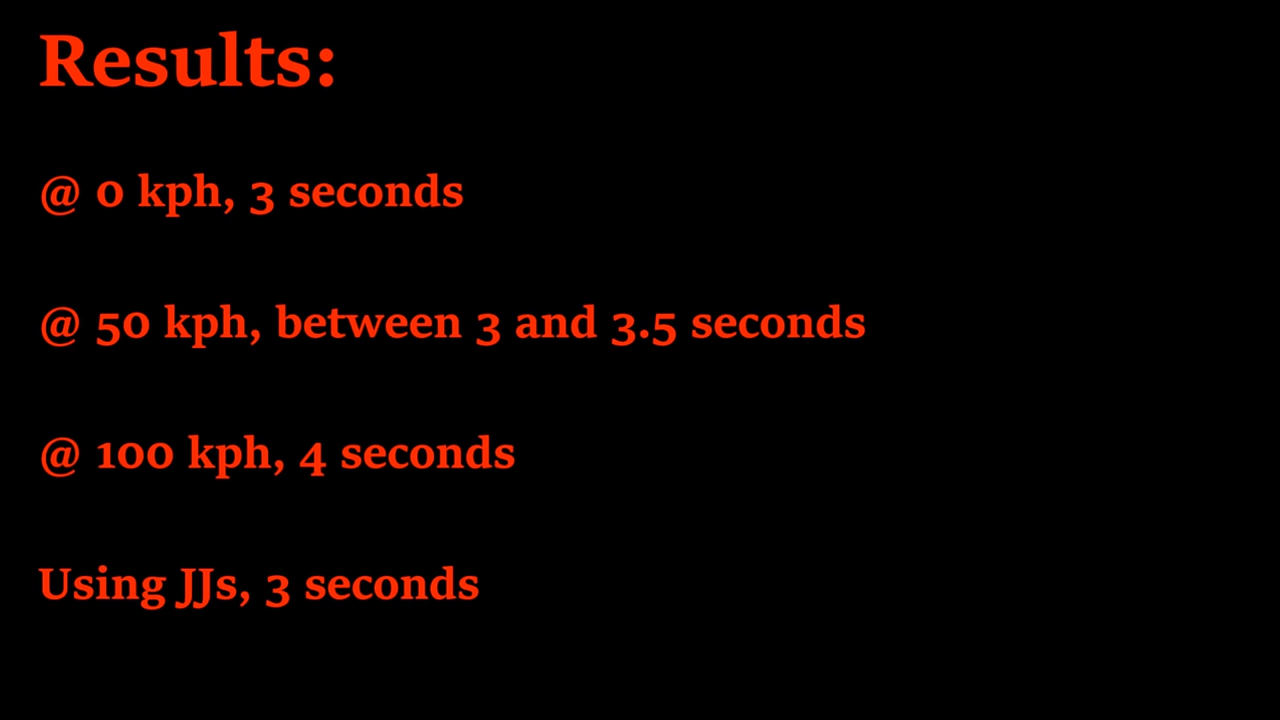 Results:
@ 0 kph, 3 seconds
@ 50 kph, between 3 and 3.5 seconds
@ 100 kph, 4 seconds
Using JJs, 3 seconds